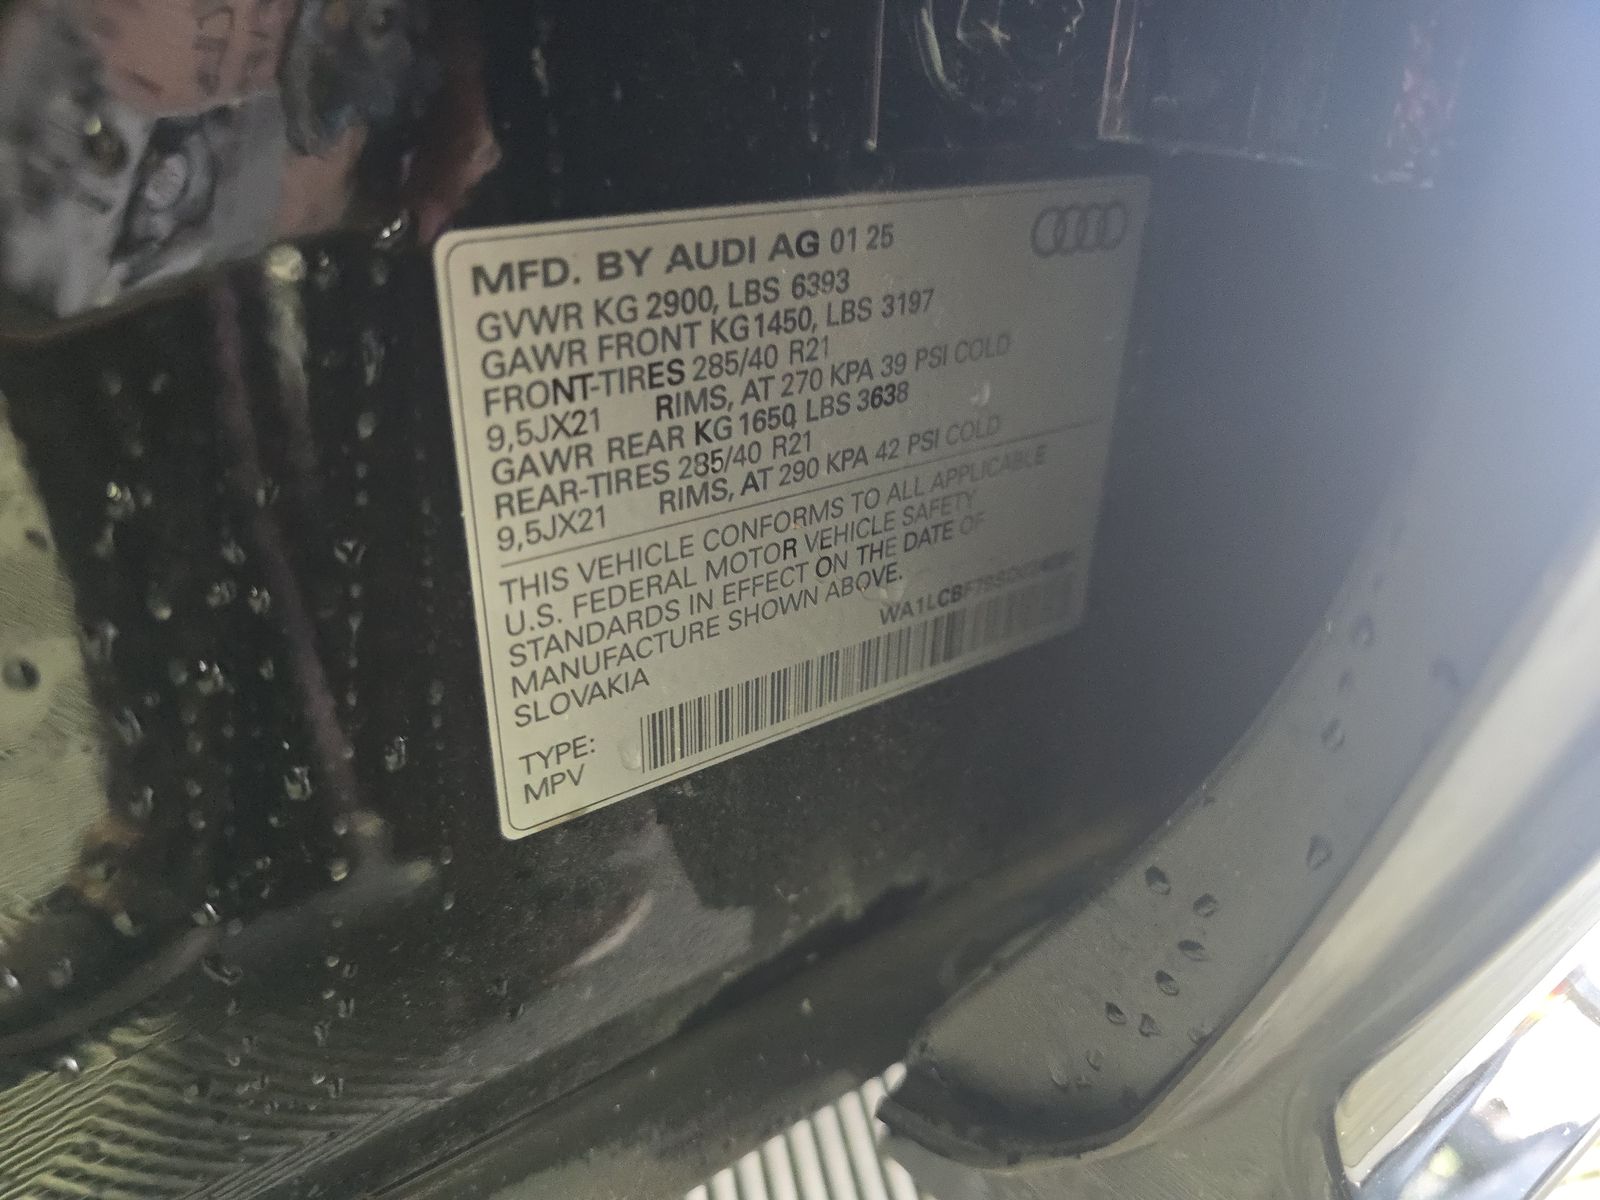 MFD. BY AUDI AG 01 25
GVWR KG 2900, LBS 6393
GAWR FRONT KG1450, LBS 3197
FRONT-TIRES 285/40 R21
9,5JX21 RIMS, AT 270 KPA 39 PSI COLD
GAWR REAR KG 1650, LBS 3638
REAR-TIRES 285/40 R21
9,5JX21 RIMS, AT 290 KPA 42 PSI COLD
THIS VEHICLE CONFORMS TO ALL APPLICABLE
U.S. FEDERAL MOTOR VEHICLE SAFETY
STANDARDS IN EFFECT ON THE DATE OF
MANUFACTURE SHOWN ABOVE.
SLOVAKIA
TYPE:
MPV